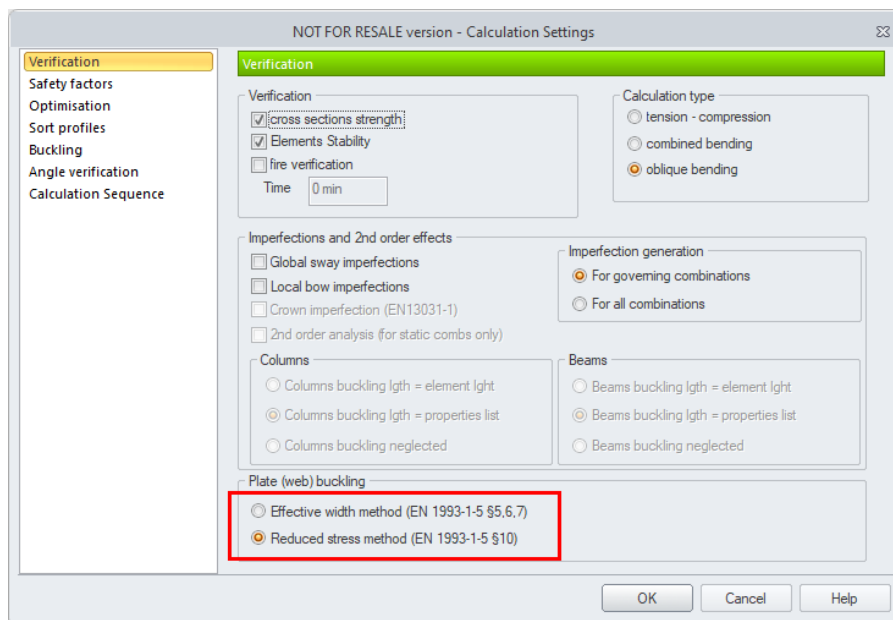 NOT FOR RESALE version - Calculation Settings
Verification
Safety factors
Optimisation
Sort profiles
Buckling
Angle verification
Calculation Sequence
Verification
Verification
cross sections strength
Elements Stability
fire verification
Time 0 min
Calculation type
tension - compression
combined bending
oblique bending
Imperfections and 2nd order effects
Global sway imperfections
Local bow imperfections
Crown imperfection (EN13031-1)
2nd order analysis (for static combs only)
Imperfection generation
For governing combinations
For all combinations
Columns
Columns buckling lgth = element lght
Columns buckling lgth = properties list
Columns buckling neglected
Beams
Beams buckling lgth = element lght
Beams buckling lgth = properties list
Beams buckling neglected
Plate (web) buckling
Effective width method (EN 1993-1-5 §5,6,7)
Reduced stress method (EN 1993-1-5 §10)
OK
Cancel
Help